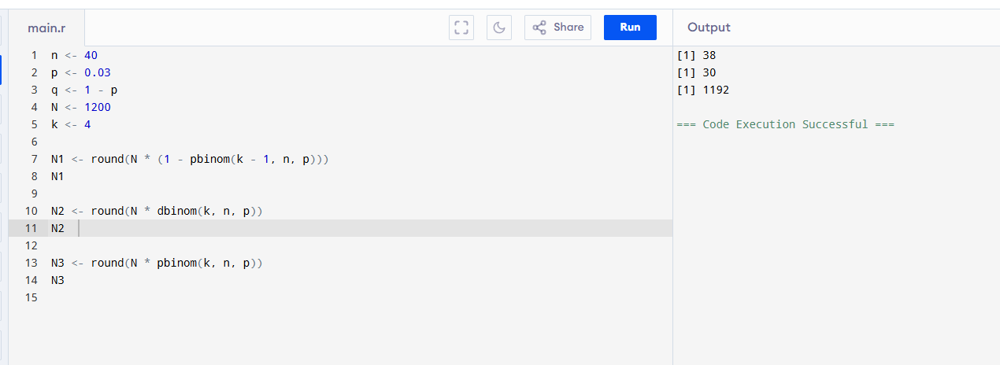 main.r
Share
Run
Output
1 n <- 40
2 p <- 0.03
3 q <- 1 - p
4 N <- 1200
5 k <- 4
6
7 N1 <- round(N * (1 - pbinom(k - 1, n, p)))
8 N1
9
10 N2 <- round(N * dbinom(k, n, p))
11 N2
12
13 N3 <- round(N * pbinom(k, n, p))
14 N3
15
[1] 38
[1] 30
[1] 1192
=== Code Execution Successful ===